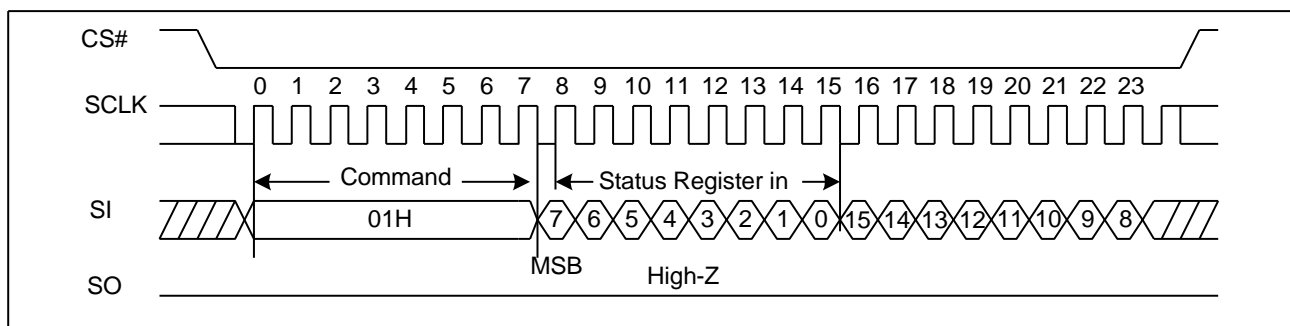 CS#
0 1 2 3 4 5 6 7 8 9 10 11 12 13 14 15 16 17 18 19 20 21 22 23
SCLK
Command Status Register in
SI 01H 7 6 5 4 3 2 1 0 15 14 13 12 11 10 9 8
MSB High-Z
SO